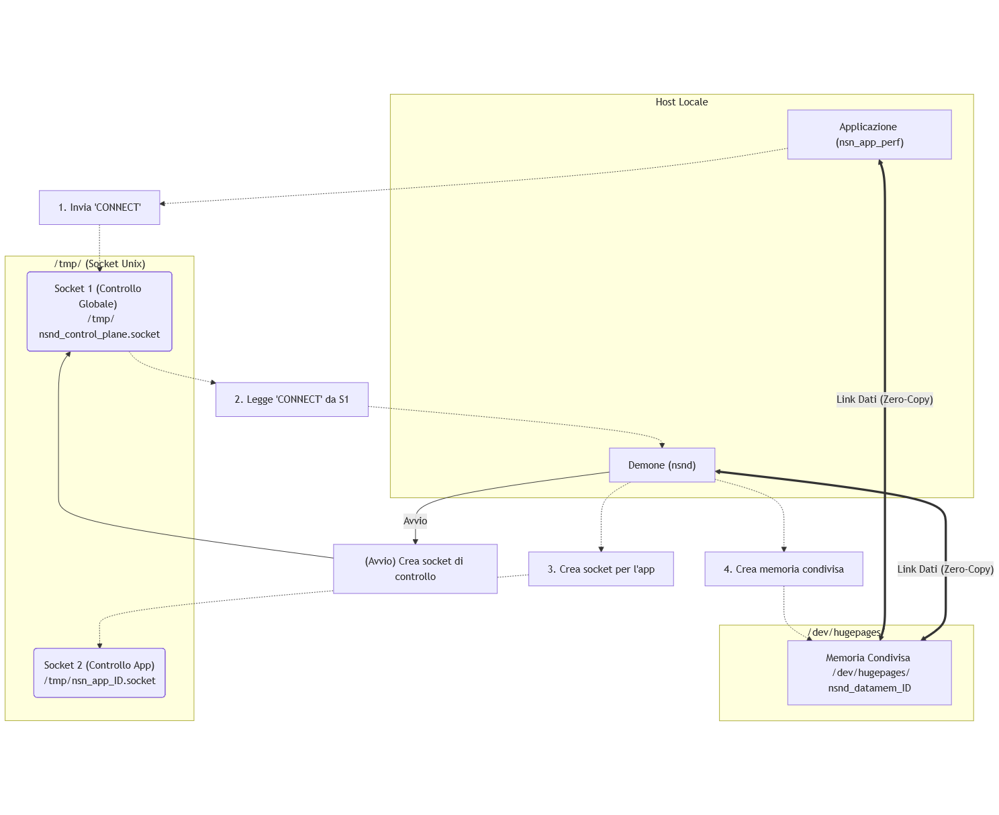 Host Locale
Applicazione
(nsn_app_perf)
1. Invia 'CONNECT'
/tmp/ (Socket Unix)
Socket 1 (Controllo
Globale)
/tmp/
nsnd_control_plane.socket
2. Legge 'CONNECT' da S1
Link Dati (Zero-Copy)
Demone (nsnd)
Avvio
(Avvio) Crea socket di
controllo
3. Crea socket per l'app
4. Crea memoria condivisa
Link Dati (Zero-Copy)
/dev/hugepages
Socket 2 (Controllo App)
/tmp/nsn_app_ID.socket
Memoria Condivisa
/dev/hugepages/
nsnd_datamem_ID